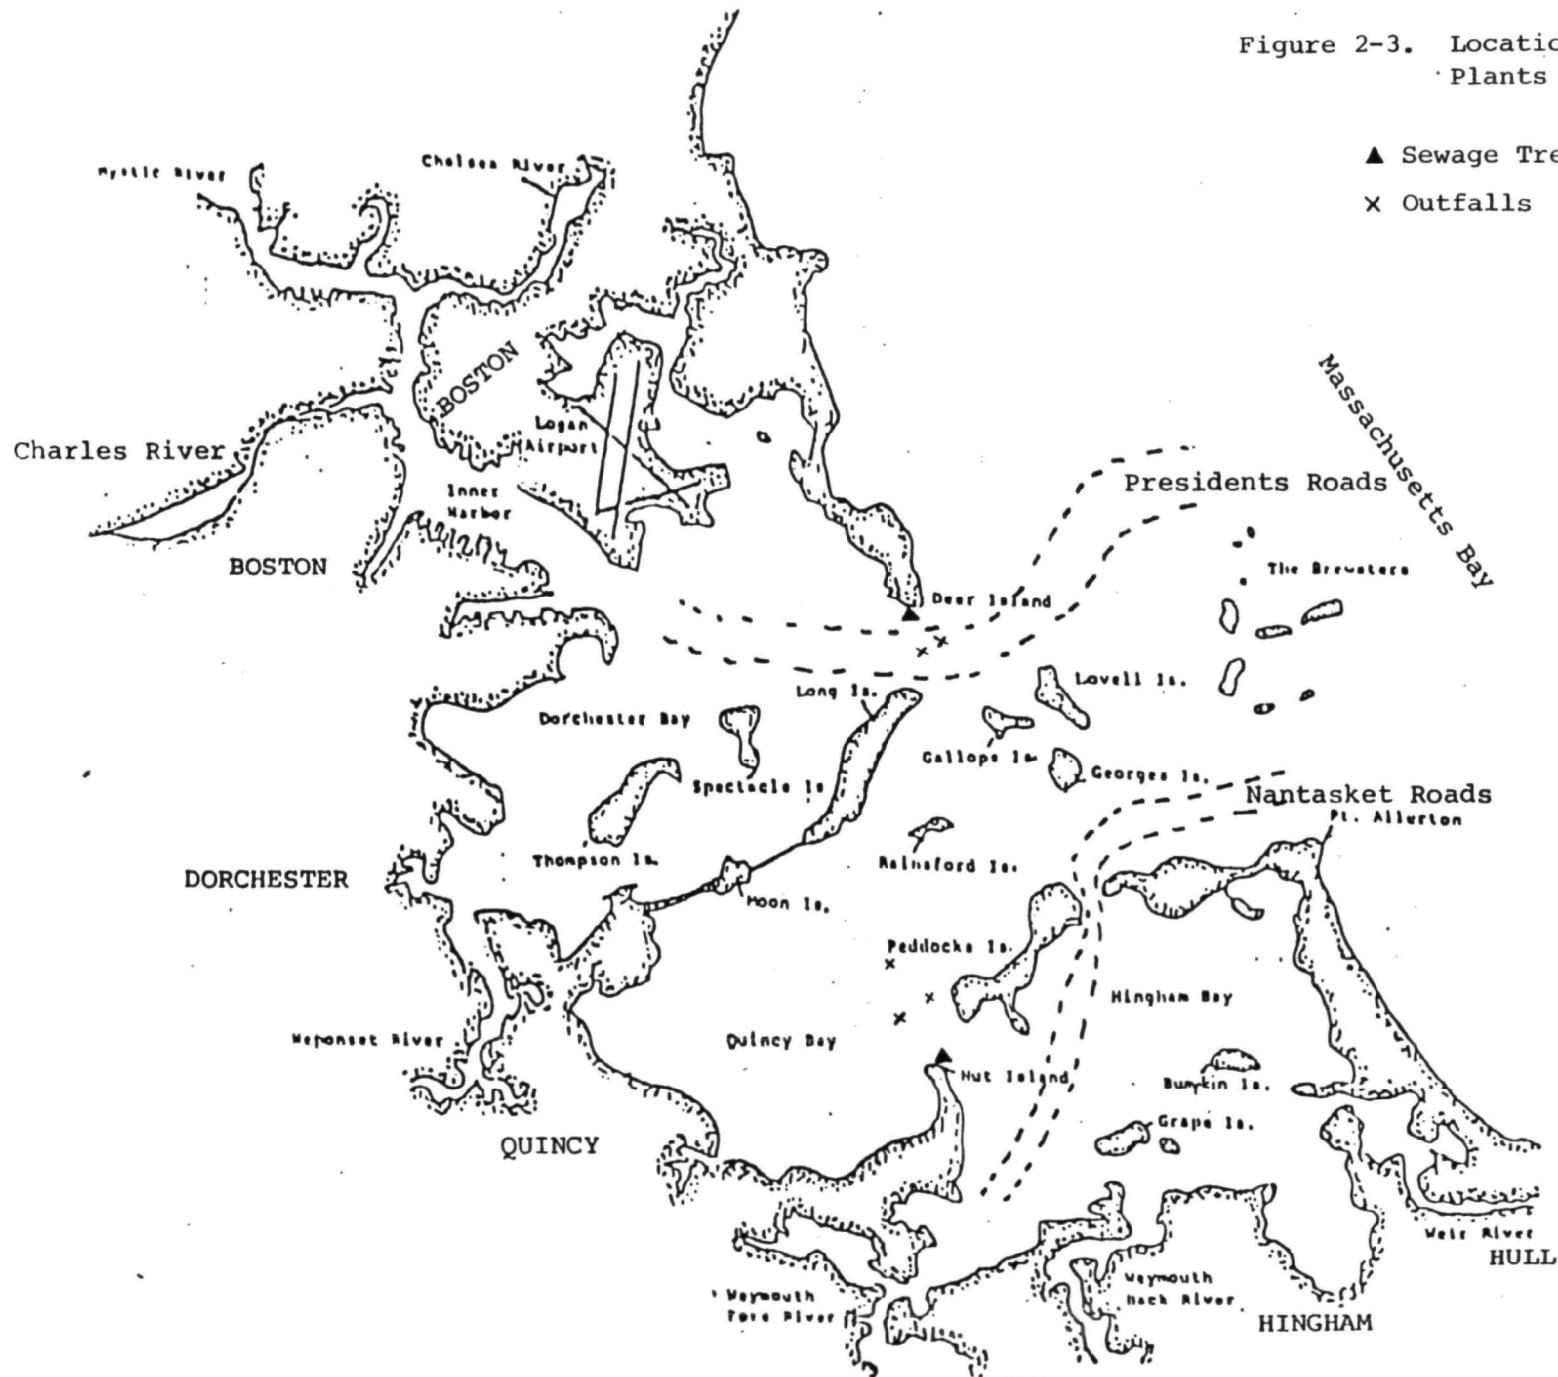 Figure 2-3. Locatio
Plants
▲ Sewage Tre
x Outfalls
Mystic River
Chelsea River
BOSTON
Logan
Airport
Massachusetts Bay
Charles River
Presidents Roads
Inner
Harbor
BOSTON
The Brewsters
Deer Island
Lovell Is.
Long Is.
Dorchester Bay
Gallops Is
Georges Is.
Spectacle Is
Nantasket Roads
Pt. Allerton
Thompson Is.
Rainsford Is.
DORCHESTER
Moon Is.
Peddocks Is.
Hingham Bay
Neponset River
Quincy Bay
Nut Island
Bumpkin Is.
Grape Is.
QUINCY
Weir River
HULL
Weymouth
Fore River
Weymouth
Back River
HINGHAM